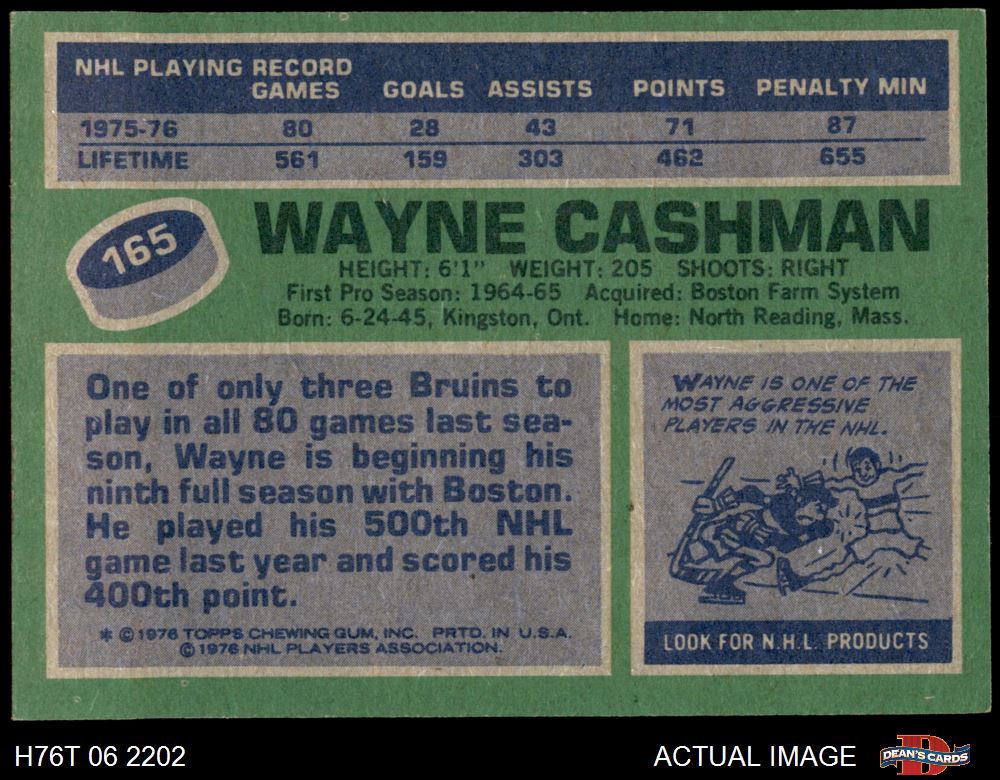 NHL PLAYING RECORD
GAMES GOALS ASSISTS POINTS PENALTY MIN
1975-76 80 28 43 71 87
LIFETIME 561 159 303 462 655
165
WAYNE CASHMAN
HEIGHT: 6'1" WEIGHT: 205 SHOOTS: RIGHT
First Pro Season: 1964-65 Acquired: Boston Farm System
Born: 6-24-45, Kingston, Ont. Home: North Reading, Mass.
One of only three Bruins to
play in all 80 games last sea-
son, Wayne is beginning his
ninth full season with Boston.
He played his 500th NHL
game last year and scored his
400th point.
* © 1976 TOPPS CHEWING GUM, INC. PRTD. IN U.S.A.
© 1976 NHL PLAYERS ASSOCIATION.
WAYNE IS ONE OF THE
MOST AGGRESSIVE
PLAYERS IN THE NHL.
LOOK FOR N.H.L. PRODUCTS
H76T 06 2202 ACTUAL IMAGE DEAN'S CARDS